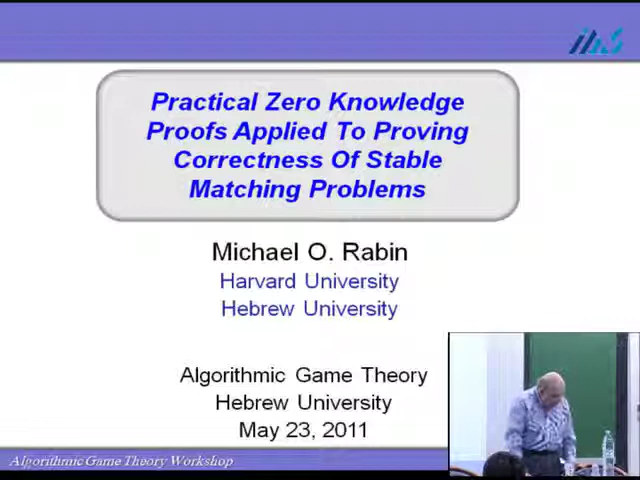 Practical Zero Knowledge
Proofs Applied To Proving
Correctness Of Stable
Matching Problems
Michael O. Rabin
Harvard University
Hebrew University
Algorithmic Game Theory
Hebrew University
May 23, 2011
Algorithmic Game Theory Workshop